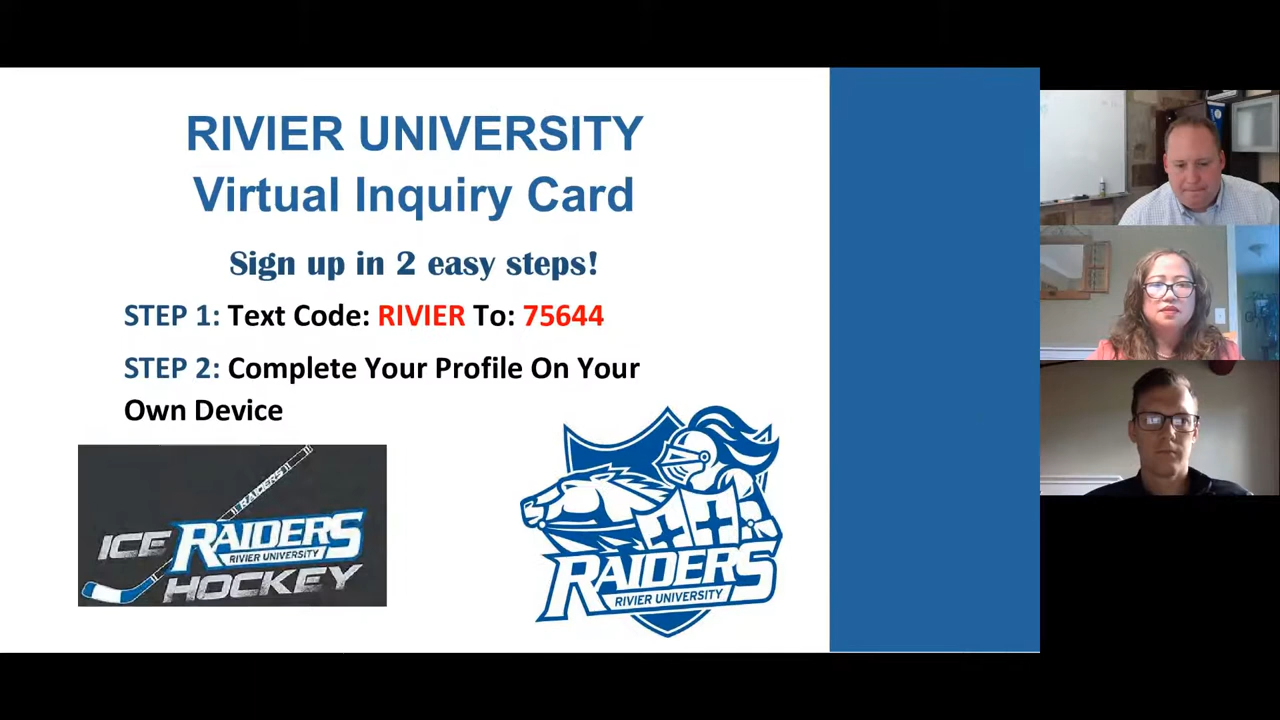 RIVIER UNIVERSITY
Virtual Inquiry Card
Sign up in 2 easy steps!
STEP 1: Text Code: RIVIER To: 75644
STEP 2: Complete Your Profile On Your
Own Device
RAIDERS
ICE RAIDERS
RIVIER UNIVERSITY
HOCKEY
RAIDERS
RIVIER UNIVERSITY